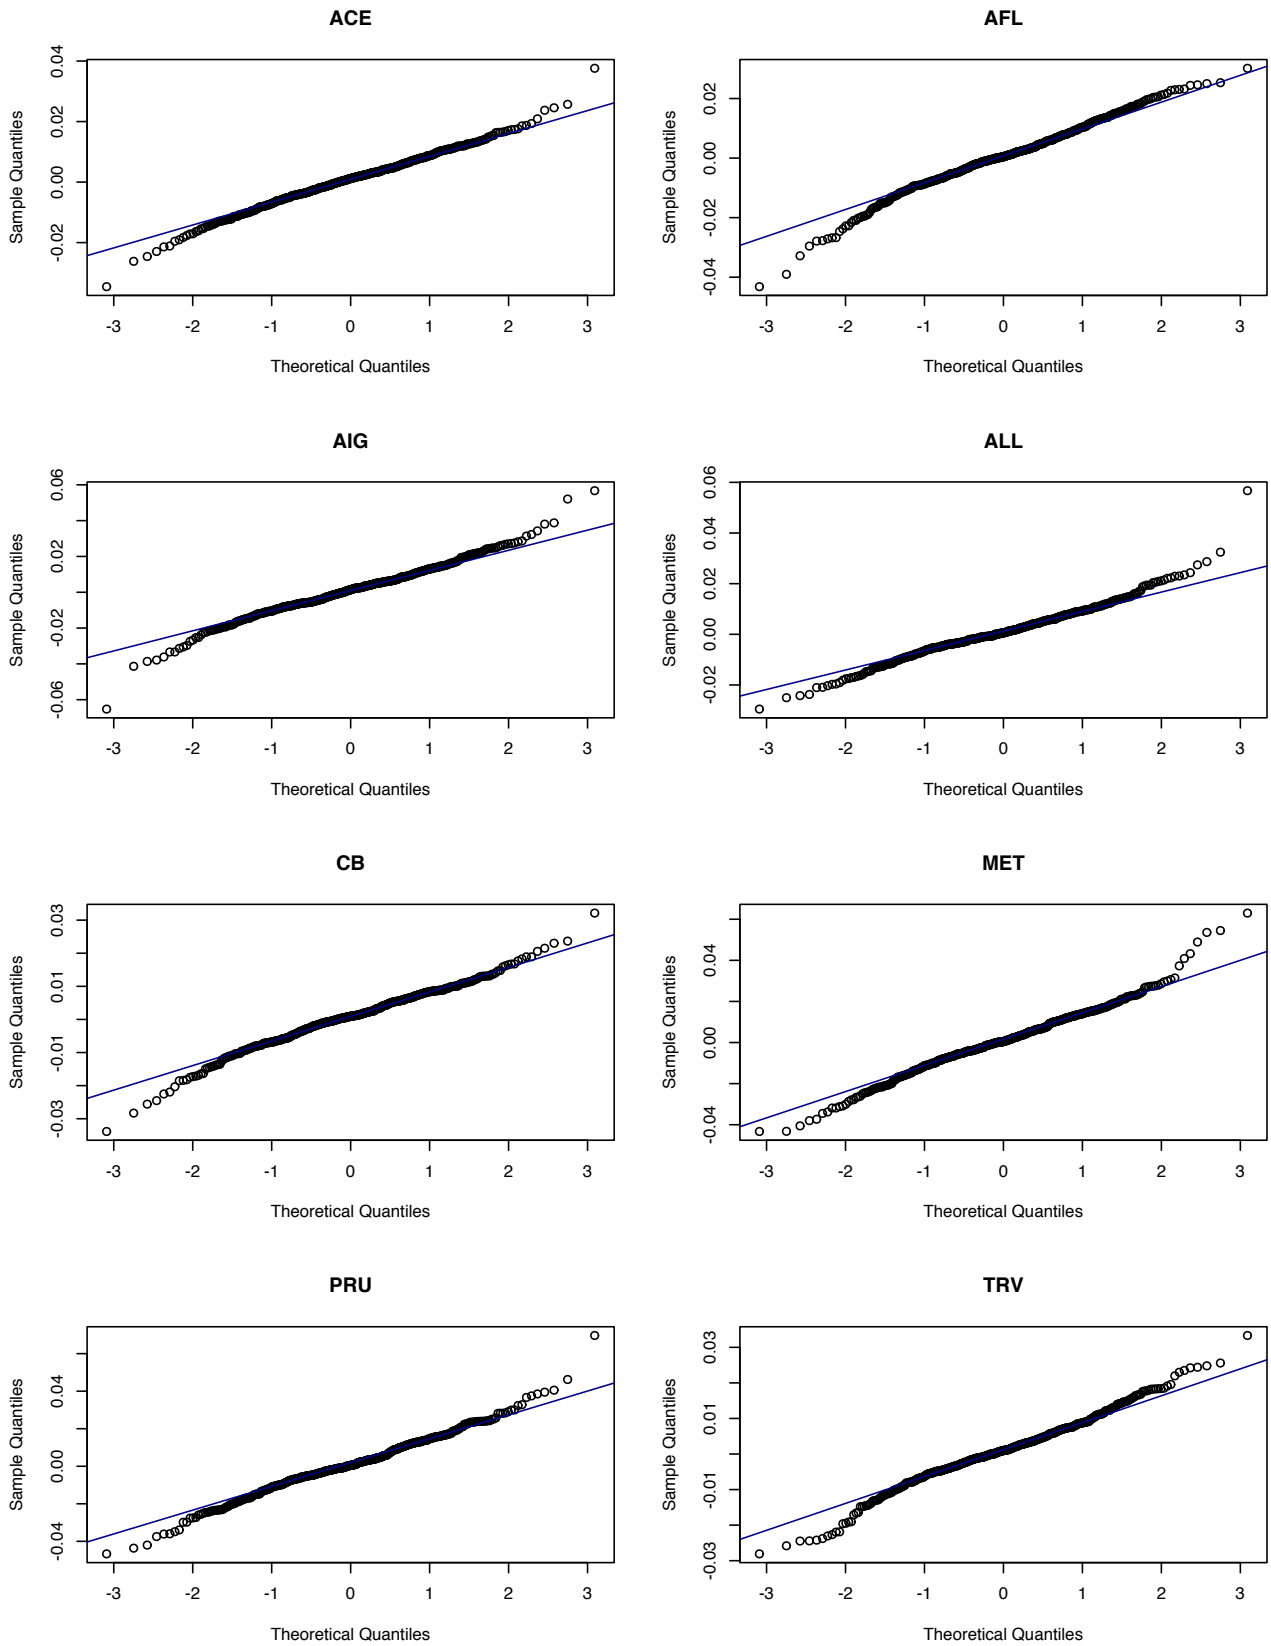 ACE
AFL
Sample Quantiles
-0.02 0.00 0.02 0.04
-3 -2 -1 0 1 2 3
Theoretical Quantiles
Sample Quantiles
-0.04 -0.02 0.00 0.02
-3 -2 -1 0 1 2 3
Theoretical Quantiles
AIG
ALL
Sample Quantiles
-0.06 -0.02 0.02 0.06
-3 -2 -1 0 1 2 3
Theoretical Quantiles
Sample Quantiles
-0.02 0.00 0.02 0.04 0.06
-3 -2 -1 0 1 2 3
Theoretical Quantiles
CB
MET
Sample Quantiles
-0.03 -0.01 0.01 0.03
-3 -2 -1 0 1 2 3
Theoretical Quantiles
Sample Quantiles
-0.04 0.00 0.04
-3 -2 -1 0 1 2 3
Theoretical Quantiles
PRU
TRV
Sample Quantiles
-0.04 0.00 0.04
-3 -2 -1 0 1 2 3
Theoretical Quantiles
Sample Quantiles
-0.03 -0.01 0.01 0.03
-3 -2 -1 0 1 2 3
Theoretical Quantiles